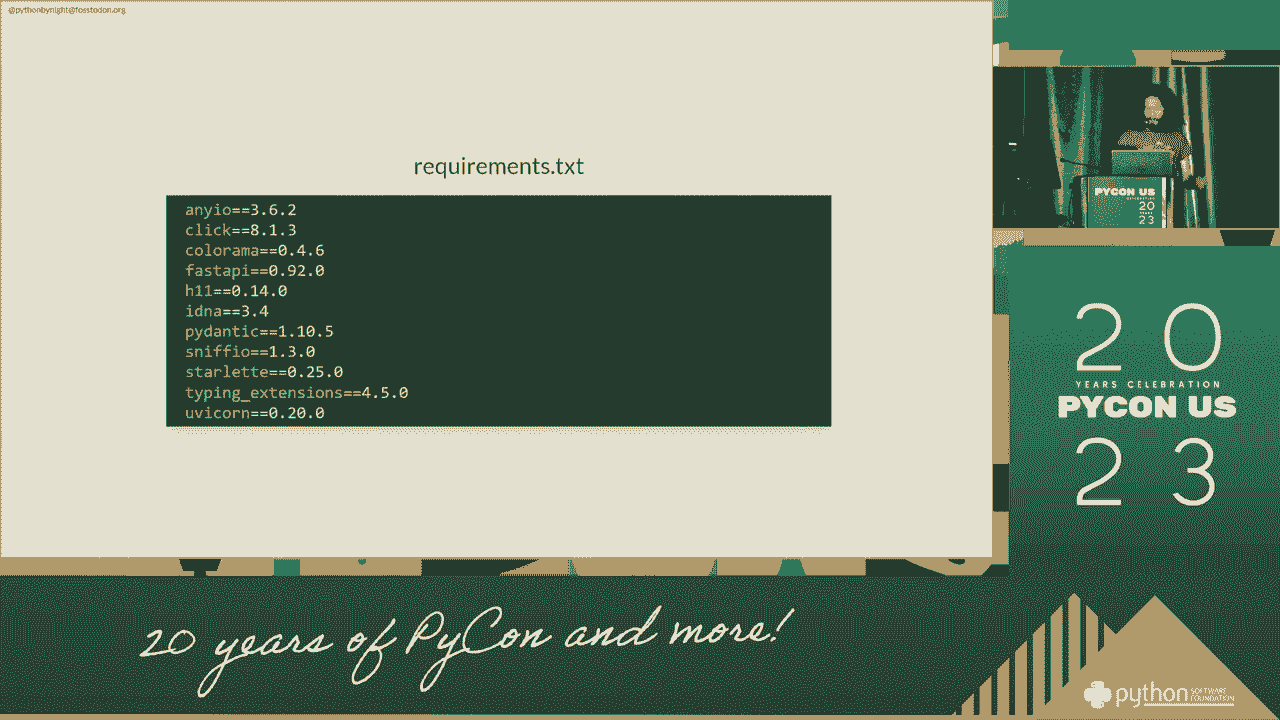 @pythonbynight@fosstodon.org
requirements.txt
anyio==3.6.2
click==8.1.3
colorama==0.4.6
fastapi==0.92.0
h11==0.14.0
idna==3.4
pydantic==1.10.5
sniffio==1.3.0
starlette==0.25.0
typing_extensions==4.5.0
uvicorn==0.20.0
PYCON US
20
23
20
YEARS CELEBRATION
PYCON US
23
20 years of PyCon and more!
python SOFTWARE
FOUNDATION